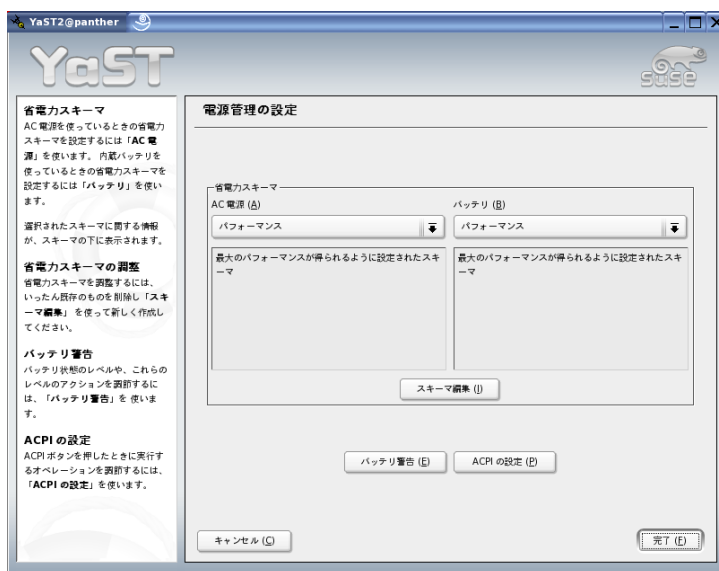 YaST2@panther
YaST
SUSE
省電力スキーマ
AC 電源を使っているときの省電力
スキーマを設定するには「AC 電
源」を使います。 内蔵バッテリを
使っているときの省電力スキーマを
設定するには「バッテリ」を使い
ます。
選択されたスキーマに関する情報
が、スキーマの下に表示されます。
省電力スキーマの調整
省電力スキーマを調整するには、
いったん既存のものを削除し「スキ
ーマ編集」 を使って新しく作成し
てください。
バッテリ警告
バッテリ状態のレベルや、これらの
レベルのアクションを調節するに
は、「バッテリ警告」を 使いま
す。
ACPI の設定
ACPI ボタンを押したときに実行す
るオペレーションを調節するには、
「ACPI の設定」を使います。
電源管理の設定
省電力スキーマ
AC 電源 (A)
バッテリ (B)
パフォーマンス
パフォーマンス
最大のパフォーマンスが得られるように設定されたスキ
ーマ
最大のパフォーマンスが得られるように設定されたスキ
ーマ
スキーマ編集 (I)
バッテリ警告 (E)
ACPI の設定 (P)
キャンセル (C)
完了 (F)